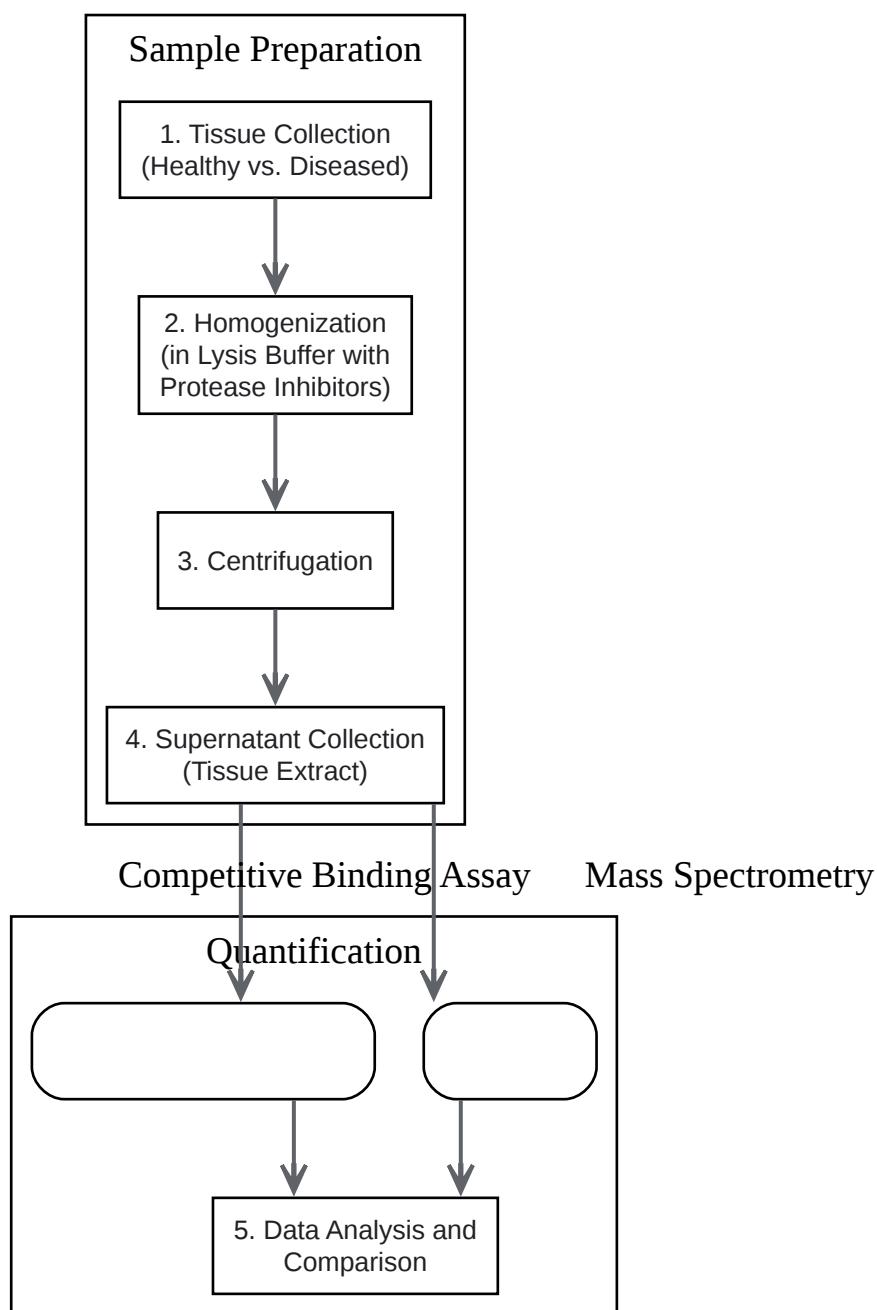 Sample Preparation
1. Tissue Collection
(Healthy vs. Diseased)
2. Homogenization
(in Lysis Buffer with
Protease Inhibitors)
3. Centrifugation
4. Supernatant Collection
(Tissue Extract)
Competitive Binding Assay
Mass Spectrometry
Quantification
5. Data Analysis and
Comparison